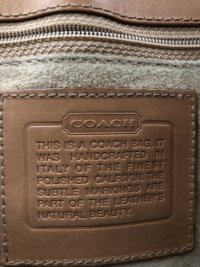 COACH
THIS IS A COACH BAG. IT
WAS HANDCRAFTED IN
ITALY OF THE FINEST
POLISHED CALFSKIN. THE
SUBTLE MARKINGS ARE
PART OF THE LEATHER'S
NATURAL BEAUTY.